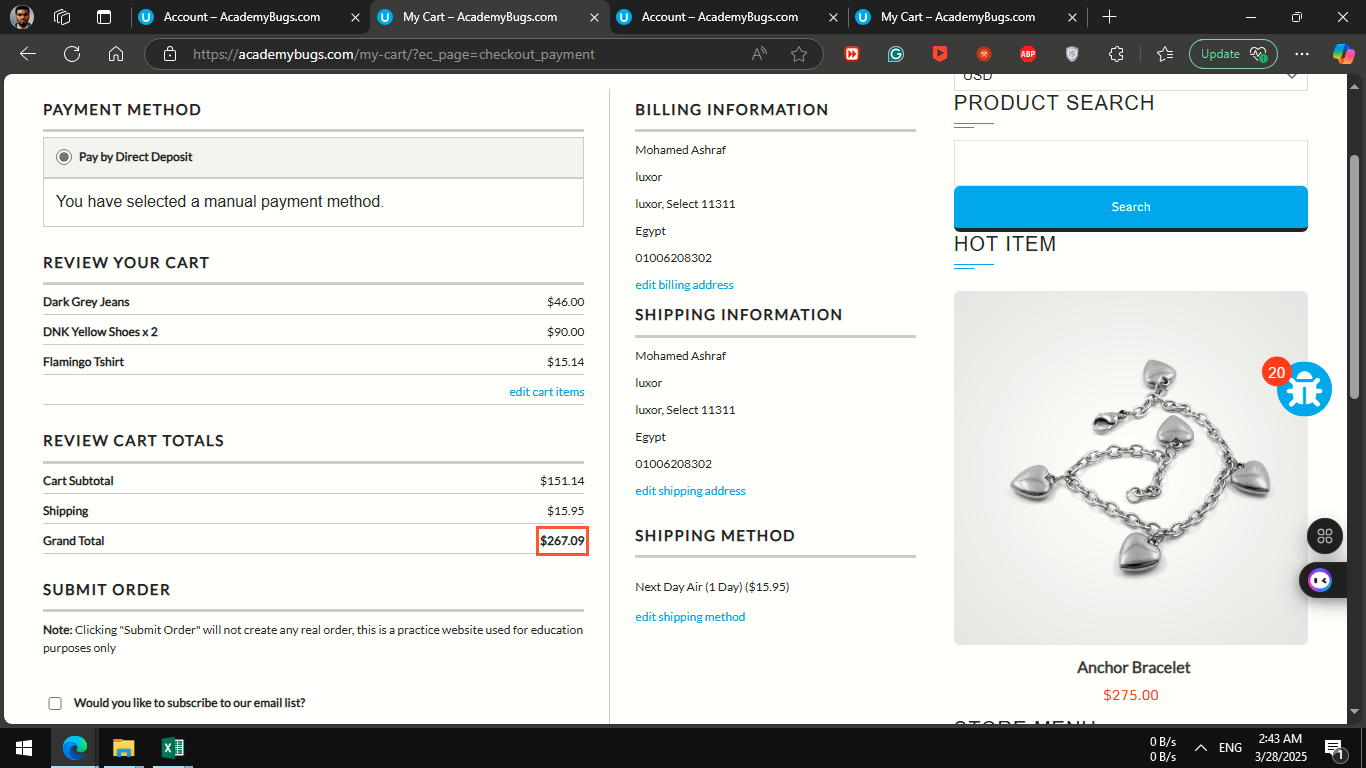 Account – AcademyBugs.com
My Cart – AcademyBugs.com
Account – AcademyBugs.com
My Cart – AcademyBugs.com
https://academybugs.com/my-cart/?ec_page=checkout_payment
ABP
Update
PAYMENT METHOD
Pay by Direct Deposit
You have selected a manual payment method.
REVIEW YOUR CART
Dark Grey Jeans $46.00
DNK Yellow Shoes x 2 $90.00
Flamingo Tshirt $15.14
edit cart items
REVIEW CART TOTALS
Cart Subtotal $151.14
Shipping $15.95
Grand Total $267.09
SUBMIT ORDER
Note: Clicking "Submit Order" will not create any real order, this is a practice website used for education
purposes only
Would you like to subscribe to our email list?
BILLING INFORMATION
Mohamed Ashraf
luxor
luxor, Select 11311
Egypt
01006208302
edit billing address
SHIPPING INFORMATION
Mohamed Ashraf
luxor
luxor, Select 11311
Egypt
01006208302
edit shipping address
SHIPPING METHOD
Next Day Air (1 Day) ($15.95)
edit shipping method
USD
PRODUCT SEARCH
Search
HOT ITEM
20
Anchor Bracelet
$275.00
STORE MENU
0 B/s
0 B/s
ENG
2:43 AM
3/28/2025
1